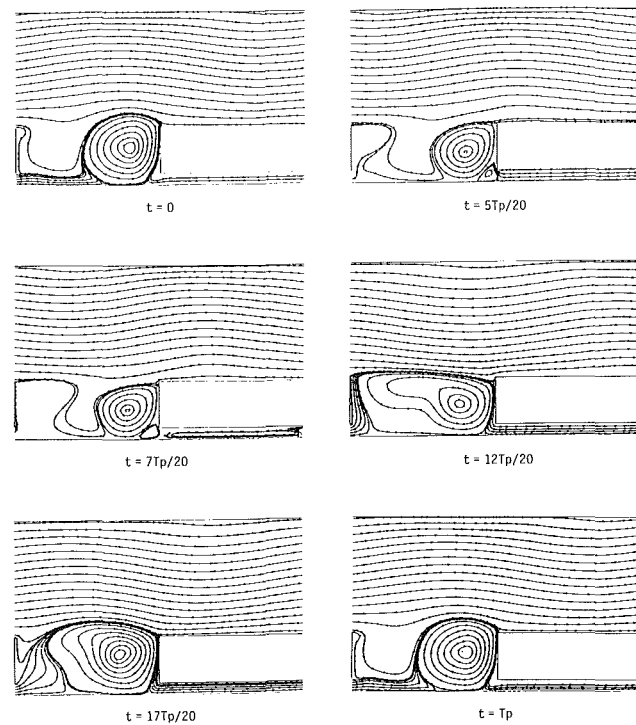 t = 0
t = 5Tp/20
t = 7Tp/20
t = 12Tp/20
t = 17Tp/20
t = Tp